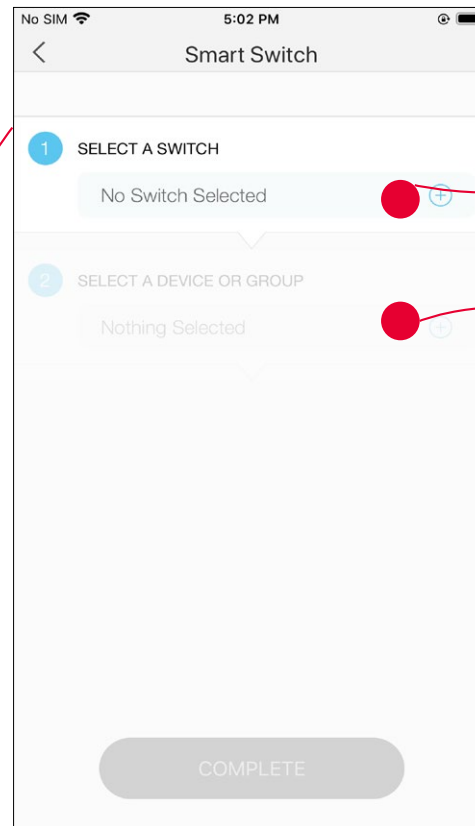 No SIM 5:02 PM
Smart Switch
1 SELECT A SWITCH
No Switch Selected
2 SELECT A DEVICE OR GROUP
Nothing Selected
COMPLETE